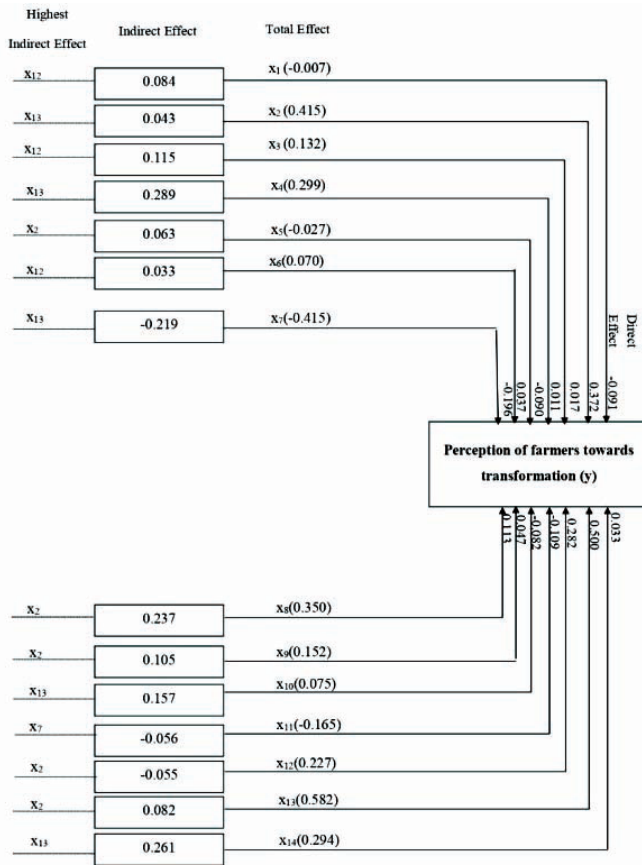 Highest
Indirect Effect
Indirect Effect
Total Effect
x12 0.084 x1(-0.007)
x13 0.043 x2 (0.415)
x12 0.115 x3 (0.132)
x13 0.289 x4(0.299)
x2 0.063 x5(-0.027)
x12 0.033 x6(0.070)
x13 -0.219 x7(-0.415)
Direct
Effect
-0.196
0.037
-0.090
0.011
0.017
0.372
-0.091
Perception of farmers towards
transformation (y)
0.113
0.047
-0.082
-0.109
0.282
0.500
0.033
x2 0.237 x8(0.350)
x2 0.105 x9(0.152)
x13 0.157 x10(0.075)
x7 -0.056 x11(-0.165)
x2 -0.055 x12(0.227)
x2 0.082 x13(0.582)
x13 0.261 x14(0.294)